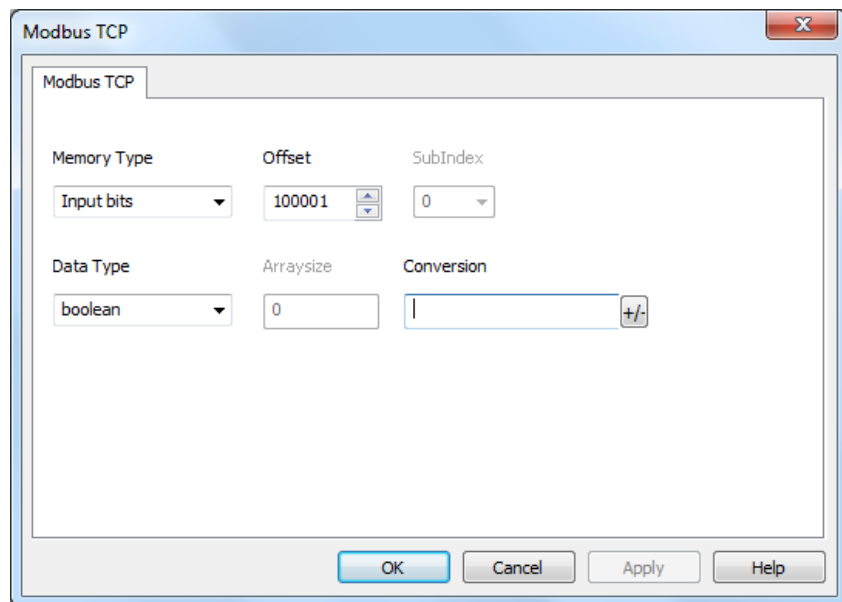 Modbus TCP
X
Modbus TCP
Memory Type Offset SubIndex
Input bits 100001 0
Data Type Arraysize Conversion
boolean 0 +/-
OK Cancel Apply Help